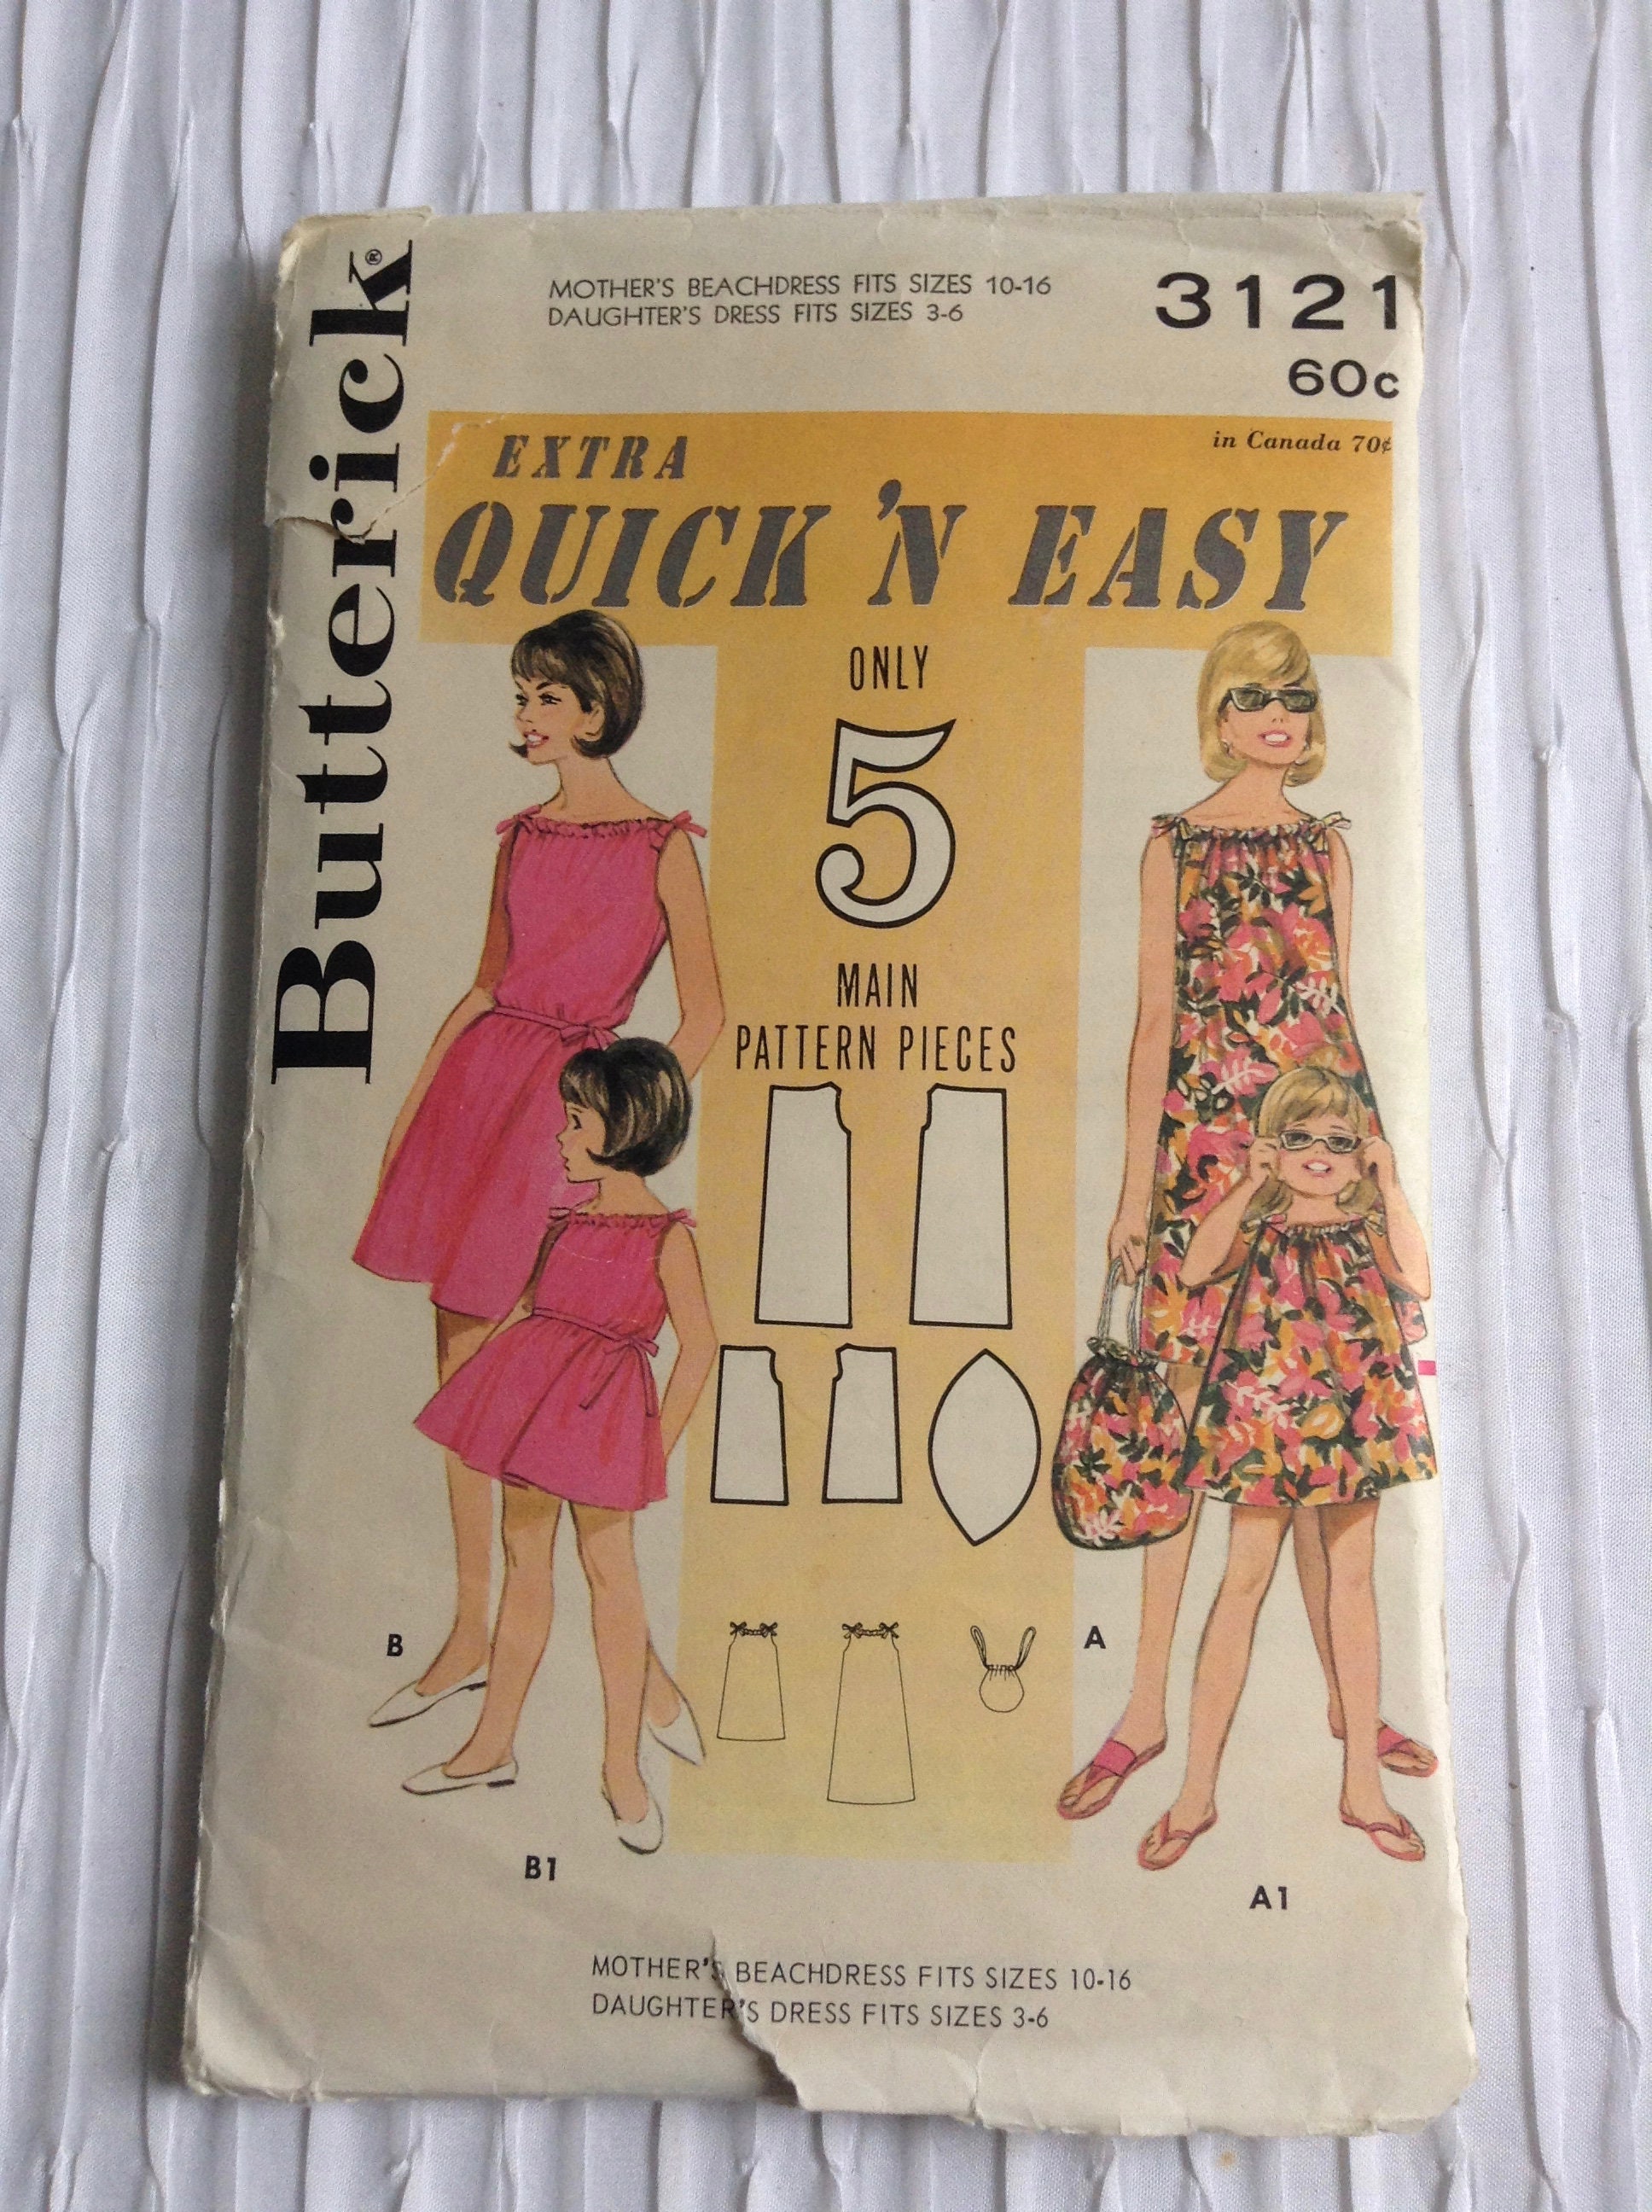 Butterick®
MOTHER'S BEACHDRESS FITS SIZES 10-16
DAUGHTER'S DRESS FITS SIZES 3-6
3121
60c
in Canada 70¢
EXTRA
QUICK 'N EASY
ONLY
5
MAIN
PATTERN PIECES
B
A
B1
A1
MOTHER'S BEACHDRESS FITS SIZES 10-16
DAUGHTER'S DRESS FITS SIZES 3-6